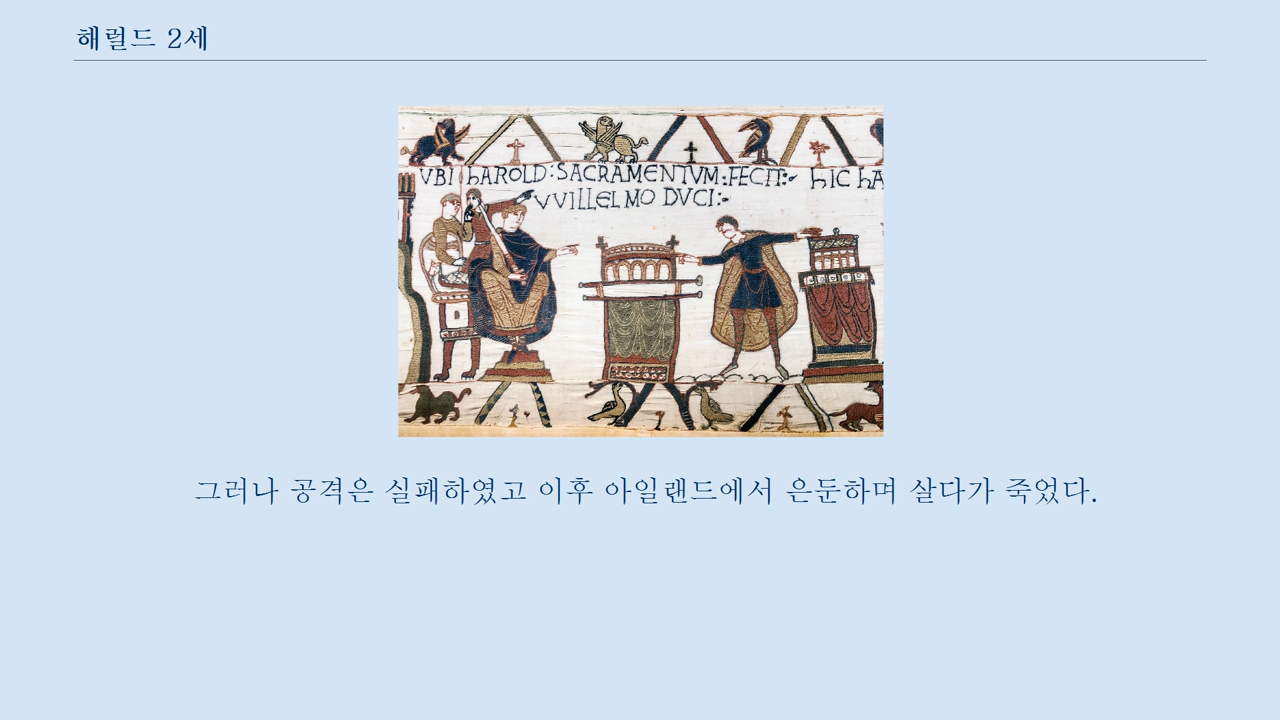 해럴드 2세
VBI hAROLD: SACRAMENTVM: FECIT: hIC hA
VVILLELMO DVCI:
그러나 공격은 실패하였고 이후 아일랜드에서 은둔하며 살다가 죽었다.